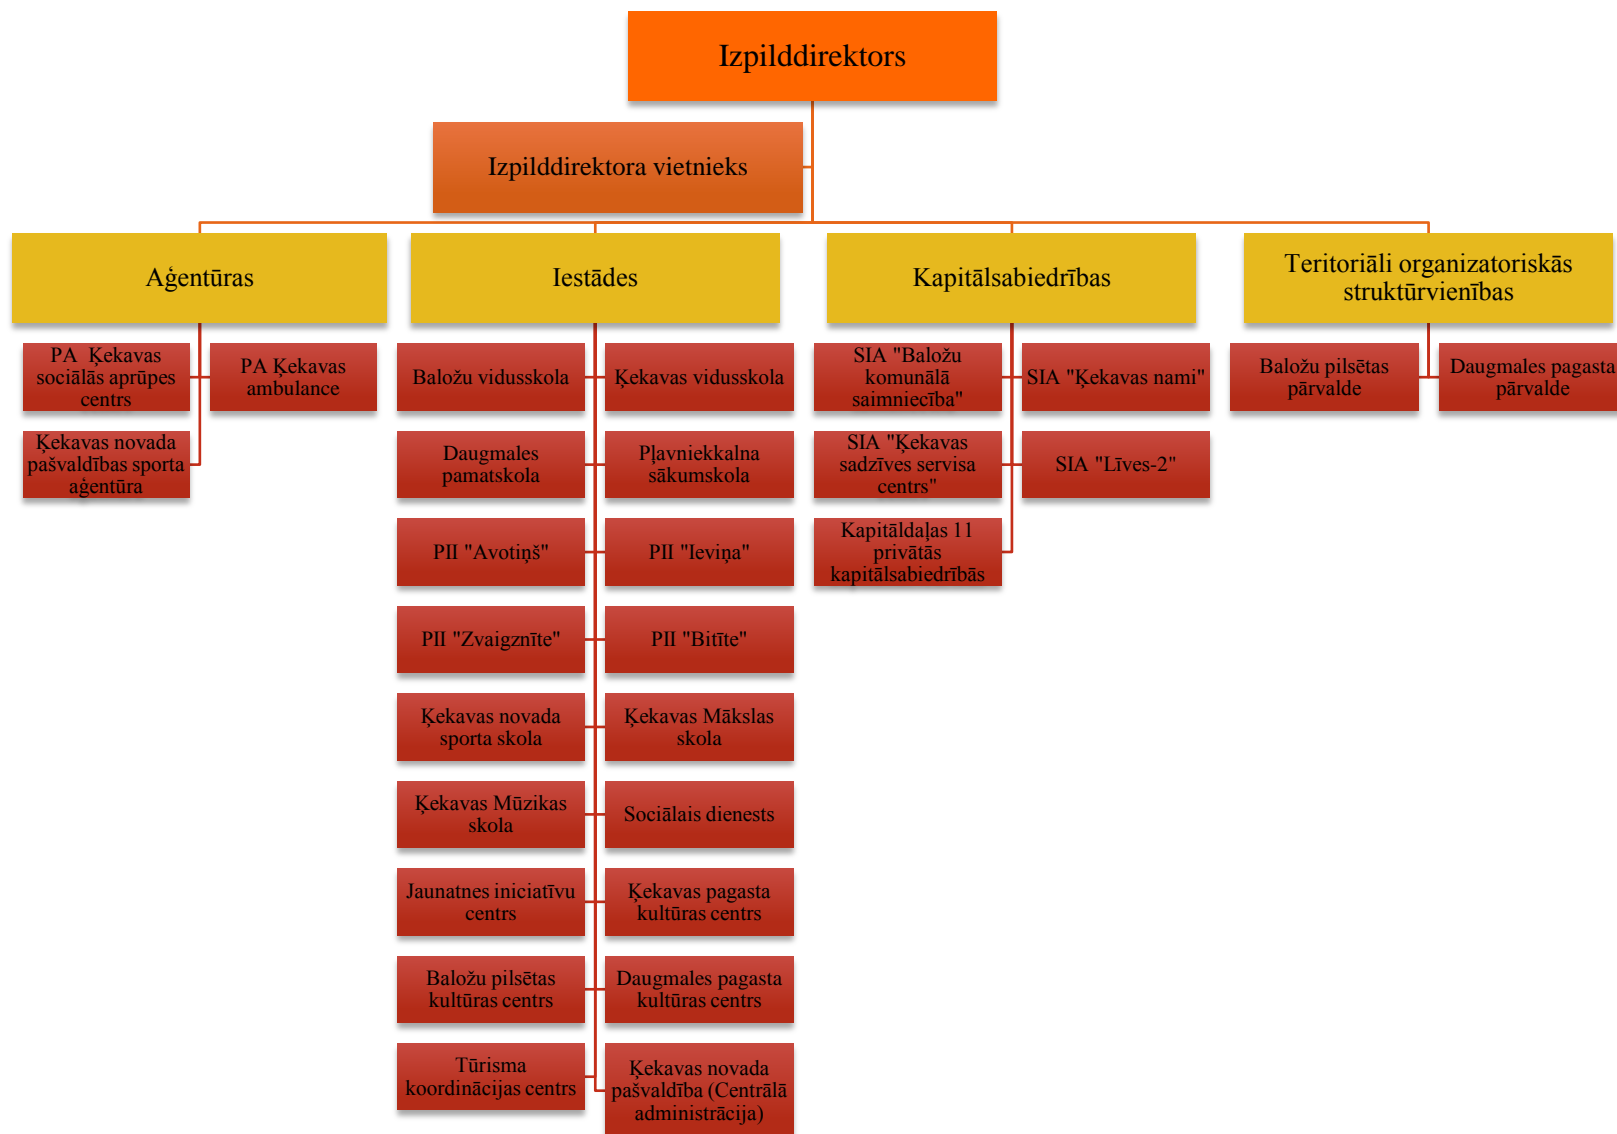 Izpilddirektors
Izpilddirektora vietnieks
Aģentūras
Iestādes
Kapitālsabiedrības
Teritoriāli organizatoriskās
struktūrvienības
PA  Ķekavas
sociālās aprūpes
centrs
PA Ķekavas
ambulance
Ķekavas novada
pašvaldības sporta
aģentūra
Baložu vidusskola
Ķekavas vidusskola
Daugmales
pamatskola
Pļavniekkalna
sākumskola
PII "Avotiņš"
PII "Ieviņa"
PII "Zvaigznīte"
PII "Bitīte"
Ķekavas novada
sporta skola
Ķekavas Mākslas
skola
Ķekavas Mūzikas
skola
Sociālais dienests
Jaunatnes iniciatīvu
centrs
Ķekavas pagasta
kultūras centrs
Baložu pilsētas
kultūras centrs
Daugmales pagasta
kultūras centrs
Tūrisma
koordinācijas centrs
Ķekavas novada
pašvaldība (Centrālā
administrācija)
SIA "Baložu
komunālā
saimniecība"
SIA "Ķekavas nami"
SIA "Ķekavas
sadzīves servisa
centrs"
SIA "Līves-2"
Kapitāldaļas 11
privātās
kapitālsabiedrībās
Baložu pilsētas
pārvalde
Daugmales pagasta
pārvalde